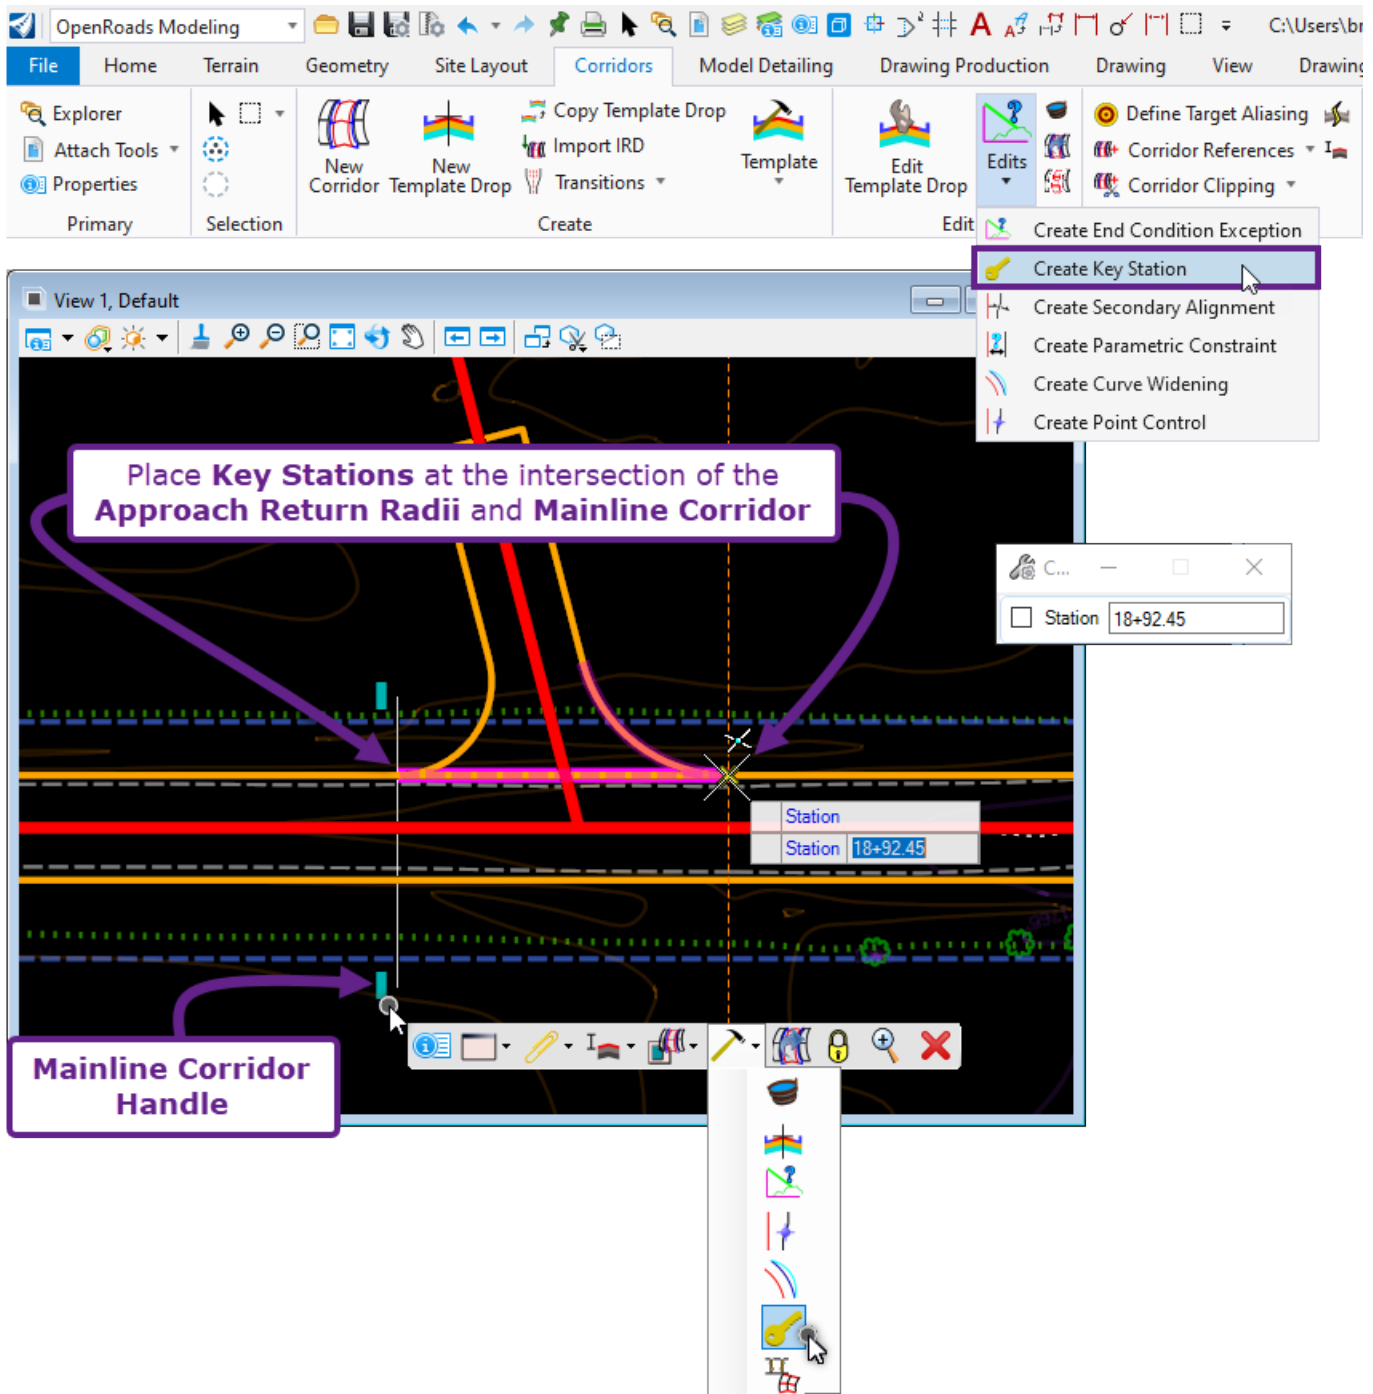 OpenRoads Modeling
C:\Users\br
File Home Terrain Geometry Site Layout Corridors Model Detailing Drawing Production Drawing View Drawing
Explorer
Attach Tools
Properties
Primary
Selection
New
Corridor
New
Template Drop
Copy Template Drop
Import IRD
Transitions
Template
Create
Edit
Template Drop
Edits
Edit
Define Target Aliasing
Corridor References
Corridor Clipping
Create End Condition Exception
Create Key Station
Create Secondary Alignment
Create Parametric Constraint
Create Curve Widening
Create Point Control
View 1, Default
Place Key Stations at the intersection of the
Approach Return Radii and Mainline Corridor
C...
Station 18+92.45
Station
Station 18+92.45
Mainline Corridor
Handle